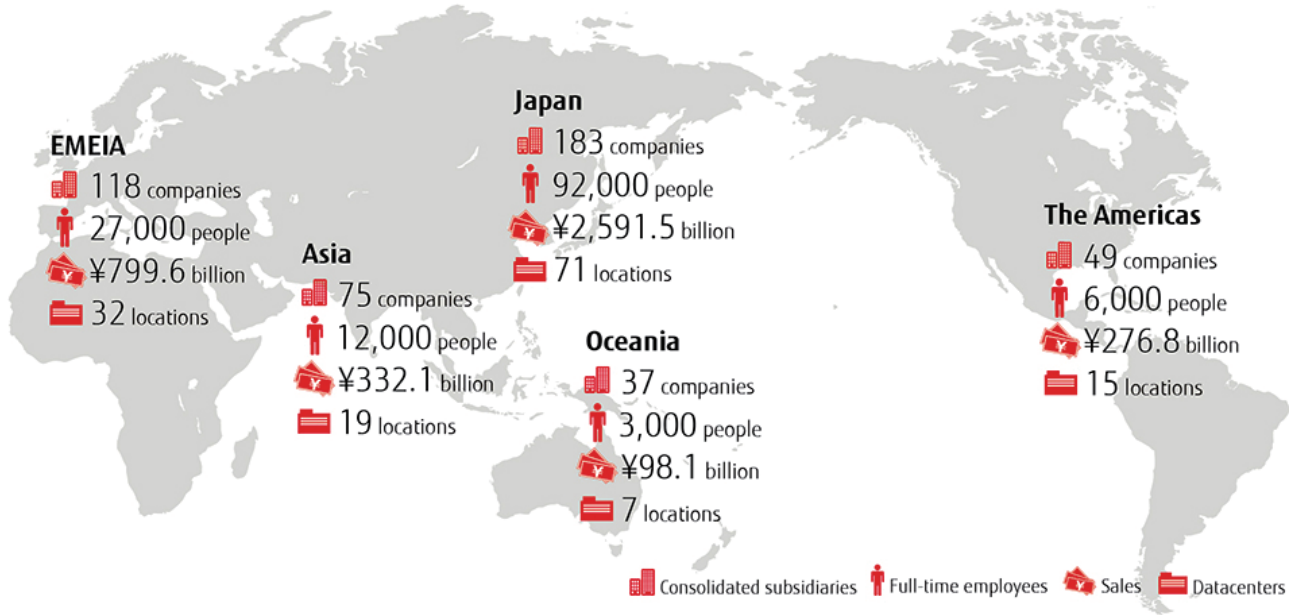 EMEIA
118 companies
27,000 people
¥799.6 billion
32 locations
Asia
75 companies
12,000 people
¥332.1 billion
19 locations
Japan
183 companies
92,000 people
¥2,591.5 billion
71 locations
Oceania
37 companies
3,000 people
¥98.1 billion
7 locations
The Americas
49 companies
6,000 people
¥276.8 billion
15 locations
Consolidated subsidiaries Full-time employees Sales Datacenters